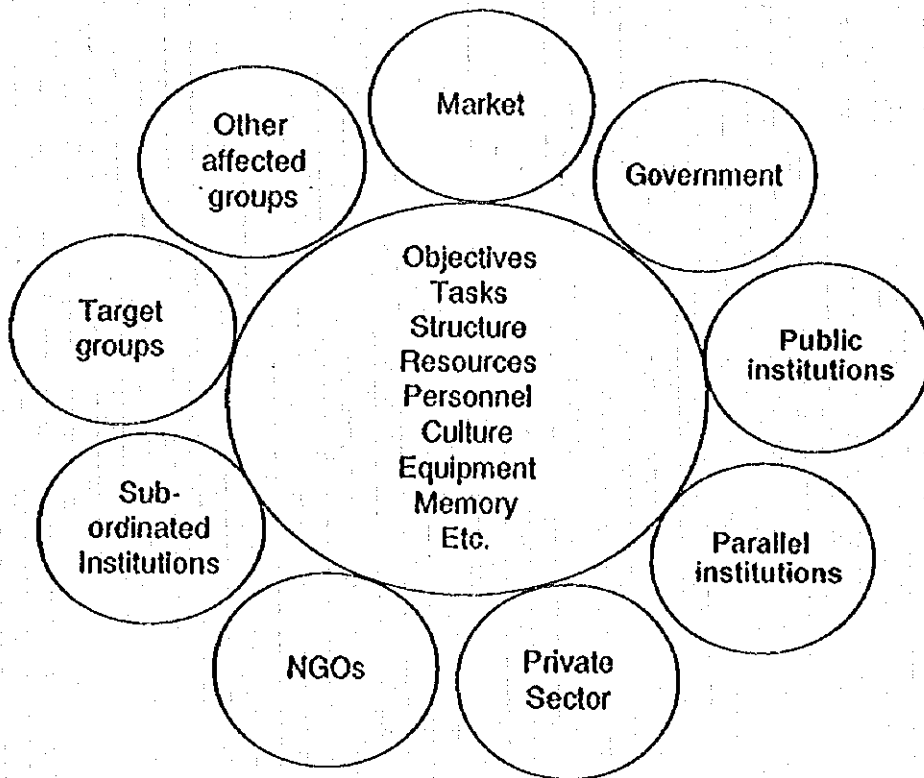 Market
Government
Public
institutions
Parallel
institutions
Private
Sector
NGOs
Sub-
ordinated
Institutions
Target
groups
Other
affected
groups
Objectives
Tasks
Structure
Resources
Personnel
Culture
Equipment
Memory
Etc.